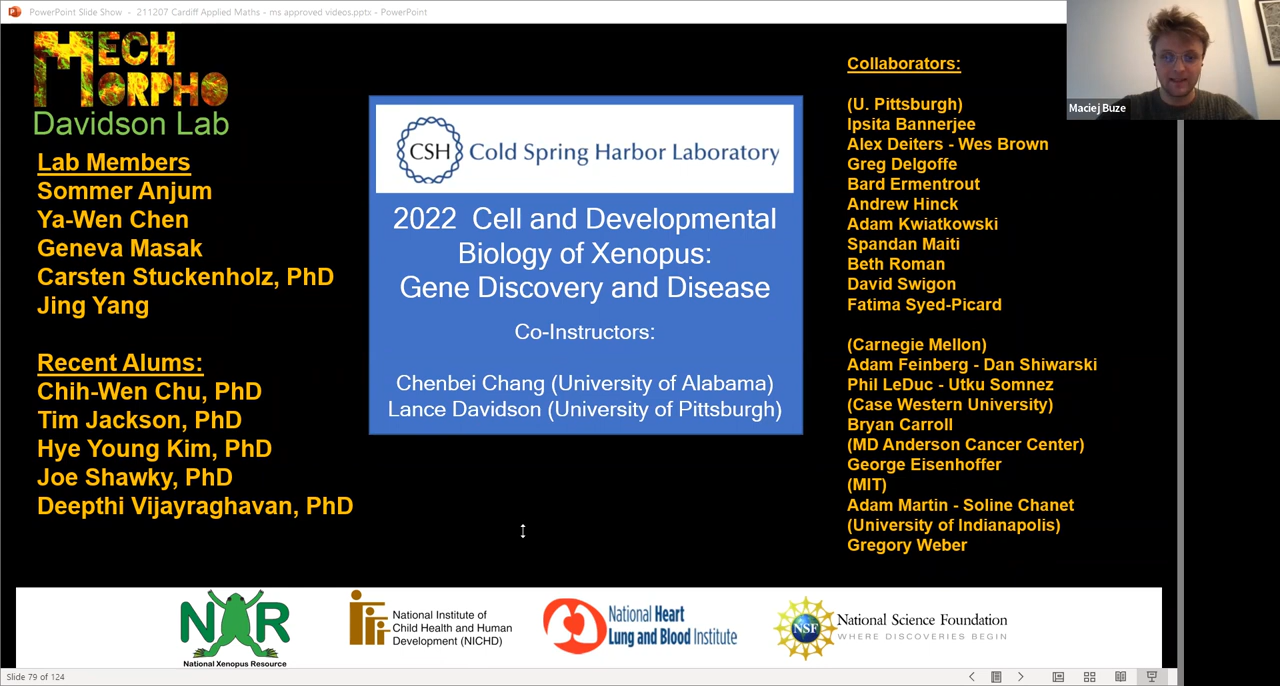 PowerPoint Slide Show - 211207 Cardiff Applied Maths - ms approved videos.pptx - PowerPoint
MECH
MORPHO
Davidson Lab
Lab Members
Sommer Anjum
Ya-Wen Chen
Geneva Masak
Carsten Stuckenholz, PhD
Jing Yang
Recent Alums:
Chih-Wen Chu, PhD
Tim Jackson, PhD
Hye Young Kim, PhD
Joe Shawky, PhD
Deepthi Vijayraghavan, PhD
CSH Cold Spring Harbor Laboratory
2022 Cell and Developmental
Biology of Xenopus:
Gene Discovery and Disease
Co-Instructors:
Chenbei Chang (University of Alabama)
Lance Davidson (University of Pittsburgh)
Collaborators:
(U. Pittsburgh)
Ipsita Bannerjee
Alex Deiters - Wes Brown
Greg Delgoffe
Bard Ermentrout
Andrew Hinck
Adam Kwiatkowski
Spandan Maiti
Beth Roman
David Swigon
Fatima Syed-Picard
(Carnegie Mellon)
Adam Feinberg - Dan Shiwarski
Phil LeDuc - Utku Somnez
(Case Western University)
Bryan Carroll
(MD Anderson Cancer Center)
George Eisenhoffer
(MIT)
Adam Martin - Soline Chanet
(University of Indianapolis)
Gregory Weber
Maciej Buze
NXR
National Xenopus Resource
National Institute of
Child Health and Human
Development (NICHD)
National Heart
Lung and Blood Institute
NSF
National Science Foundation
WHERE DISCOVERIES BEGIN
Slide 79 of 124